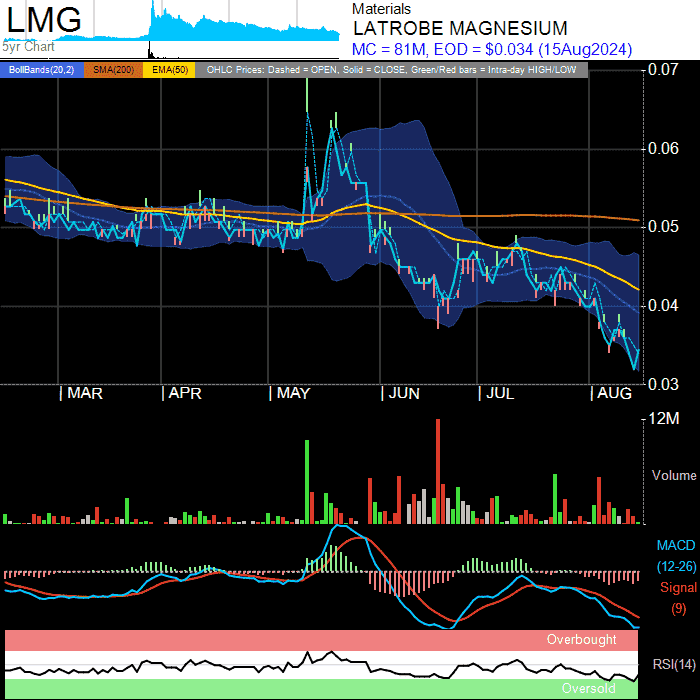 LMG
5yr Chart
Materials
LATROBE MAGNESIUM
MC = 81M, EOD = $0.034 (15Aug2024)
BollBands(20,2) SMA(200) EMA(50) OHLC Prices: Dashed = OPEN, Solid = CLOSE, Green/Red bars = Intra-day HIGH/LOW
0.07
0.06
0.05
0.04
0.03
MAR APR MAY JUN JUL AUG
12M
Volume
MACD
(12-26)
Signal
(9)
Overbought
RSI(14)
Oversold